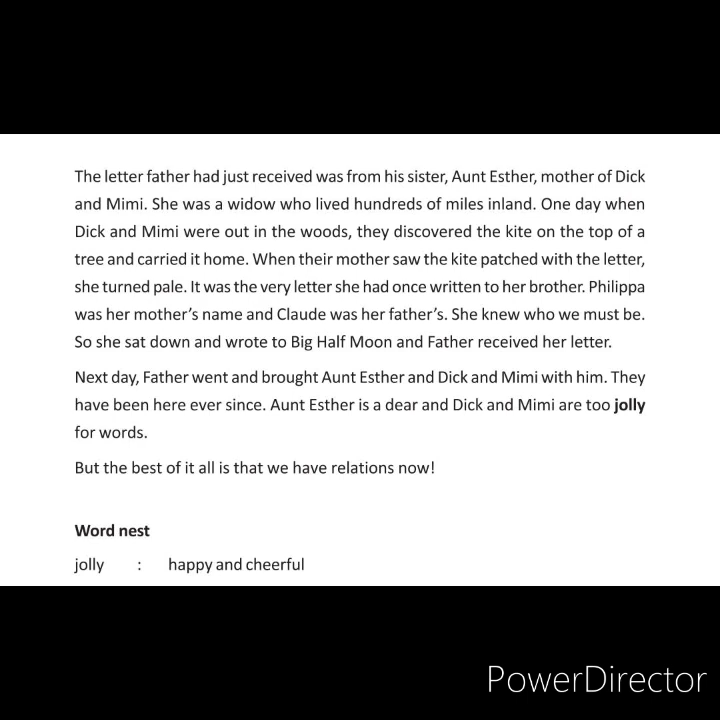 The letter father had just received was from his sister, Aunt Esther, mother of Dick
and Mimi. She was a widow who lived hundreds of miles inland. One day when
Dick and Mimi were out in the woods, they discovered the kite on the top of a
tree and carried it home. When their mother saw the kite patched with the letter,
she turned pale. It was the very letter she had once written to her brother. Philippa
was her mother’s name and Claude was her father’s. She knew who we must be.
So she sat down and wrote to Big Half Moon and Father received her letter.
Next day, Father went and brought Aunt Esther and Dick and Mimi with him. They
have been here ever since. Aunt Esther is a dear and Dick and Mimi are too jolly
for words.
But the best of it all is that we have relations now!
Word nest
jolly : happy and cheerful
PowerDirector